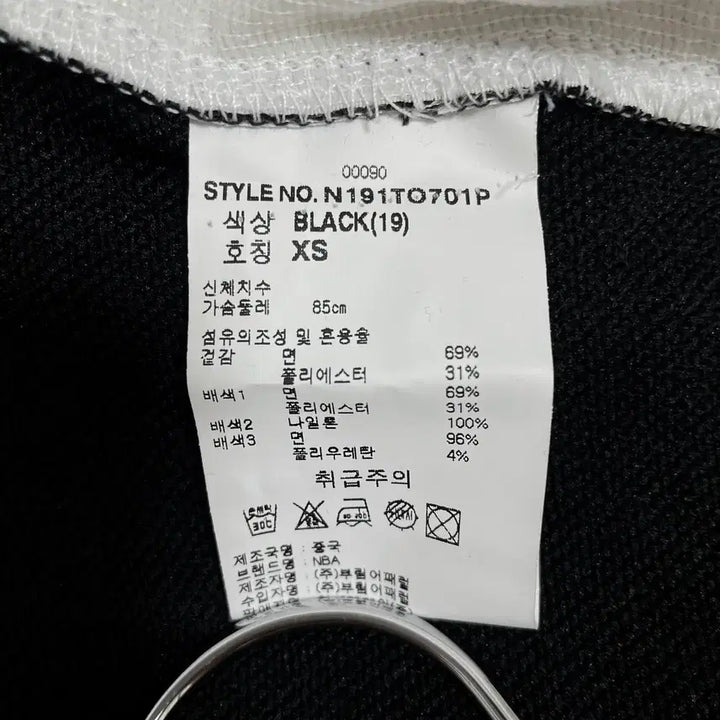 00090
STYLE NO. N191TO701P
색상 BLACK(19)
호칭 XS
신체치수
가슴둘레 85cm
섬유의조성 및 혼용율
겉감 면 69%
폴리에스터 31%
배색1 면 69%
폴리에스터 31%
배색2 나일론 100%
배색3 면 96%
폴리우레탄 4%
취급주의
30℃
제조국명 : 중국
브랜드명 : NBA
제조자명 : (주)부림어패럴
수입자명 : (주)부림어패럴